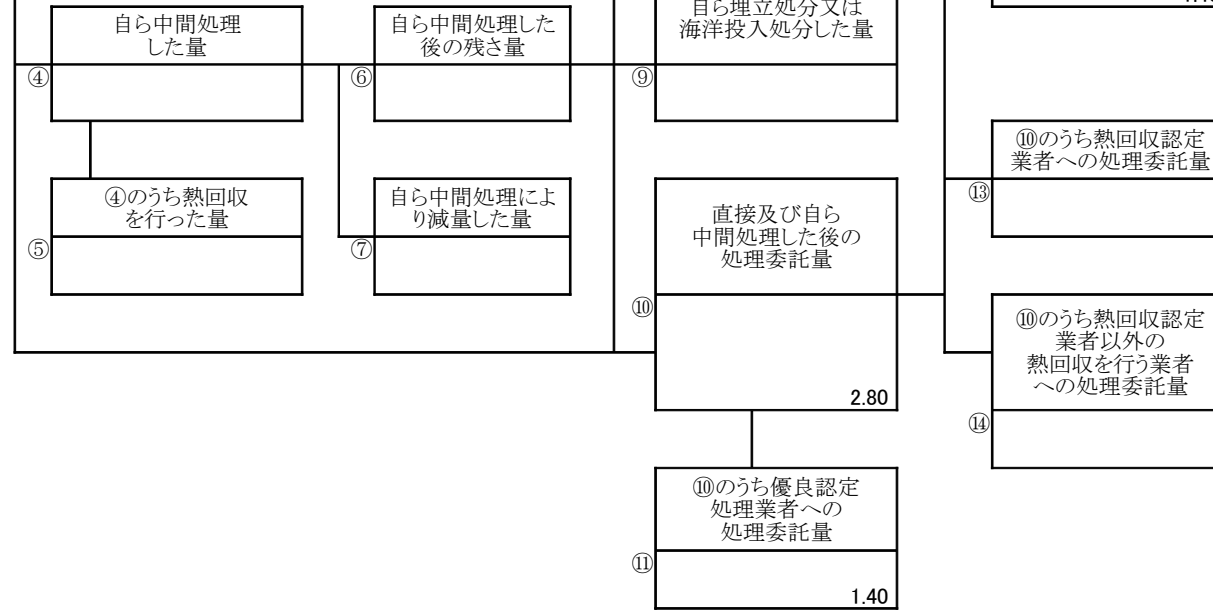 自ら中間処理
した量
④
自ら中間処理した
後の残さ量
⑥
自ら埋立処分又は
海洋投入処分した量
⑨
④のうち熱回収
を行った量
⑤
自ら中間処理によ
り減量した量
⑦
直接及び自ら
中間処理した後の
処理委託量
⑩
2.80
⑩のうち優良認定
処理業者への
処理委託量
⑪
1.40
⑩のうち熱回収認定
業者への処理委託量
⑬
⑩のうち熱回収認定
業者以外の
熱回収を行う業者
への処理委託量
⑭